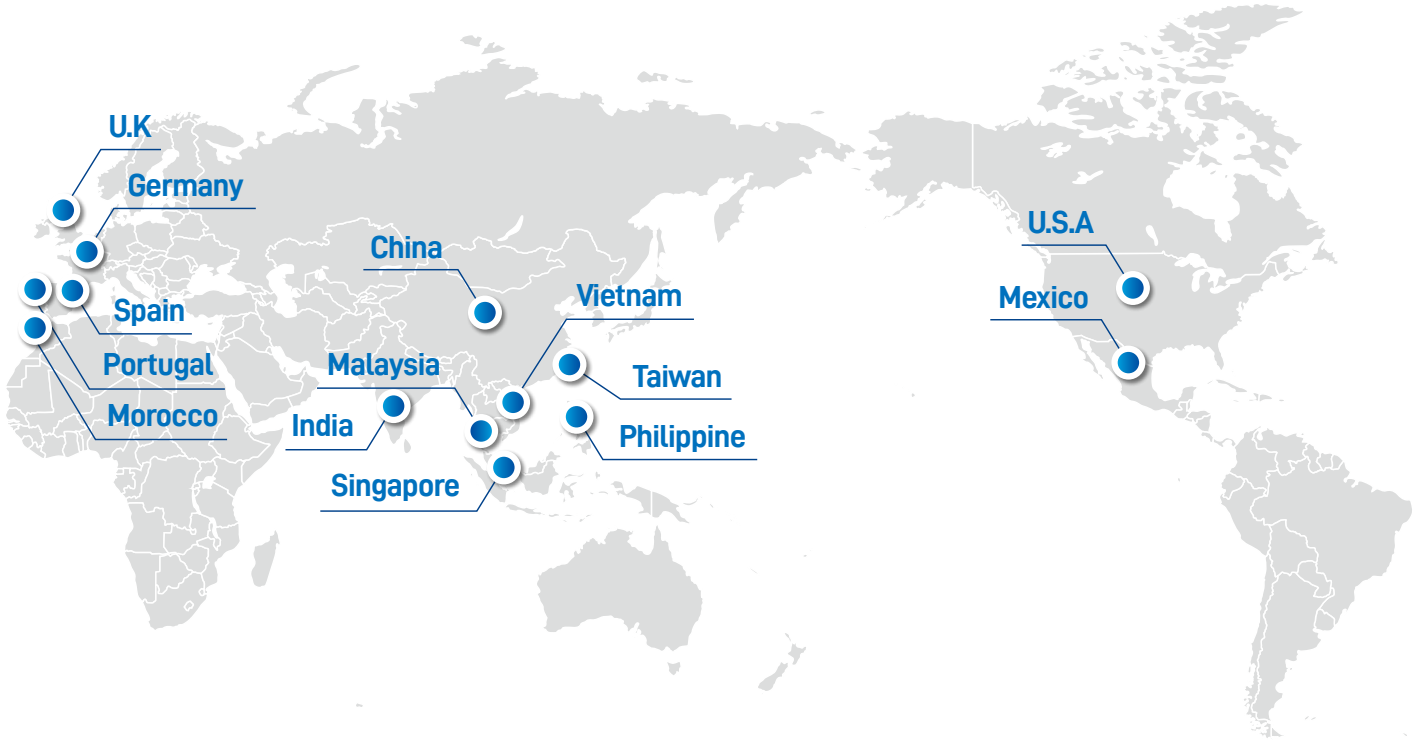 U.K
Germany
Spain
Portugal
Morocco
China
Vietnam
Malaysia
Taiwan
India
Philippine
Singapore
U.S.A
Mexico